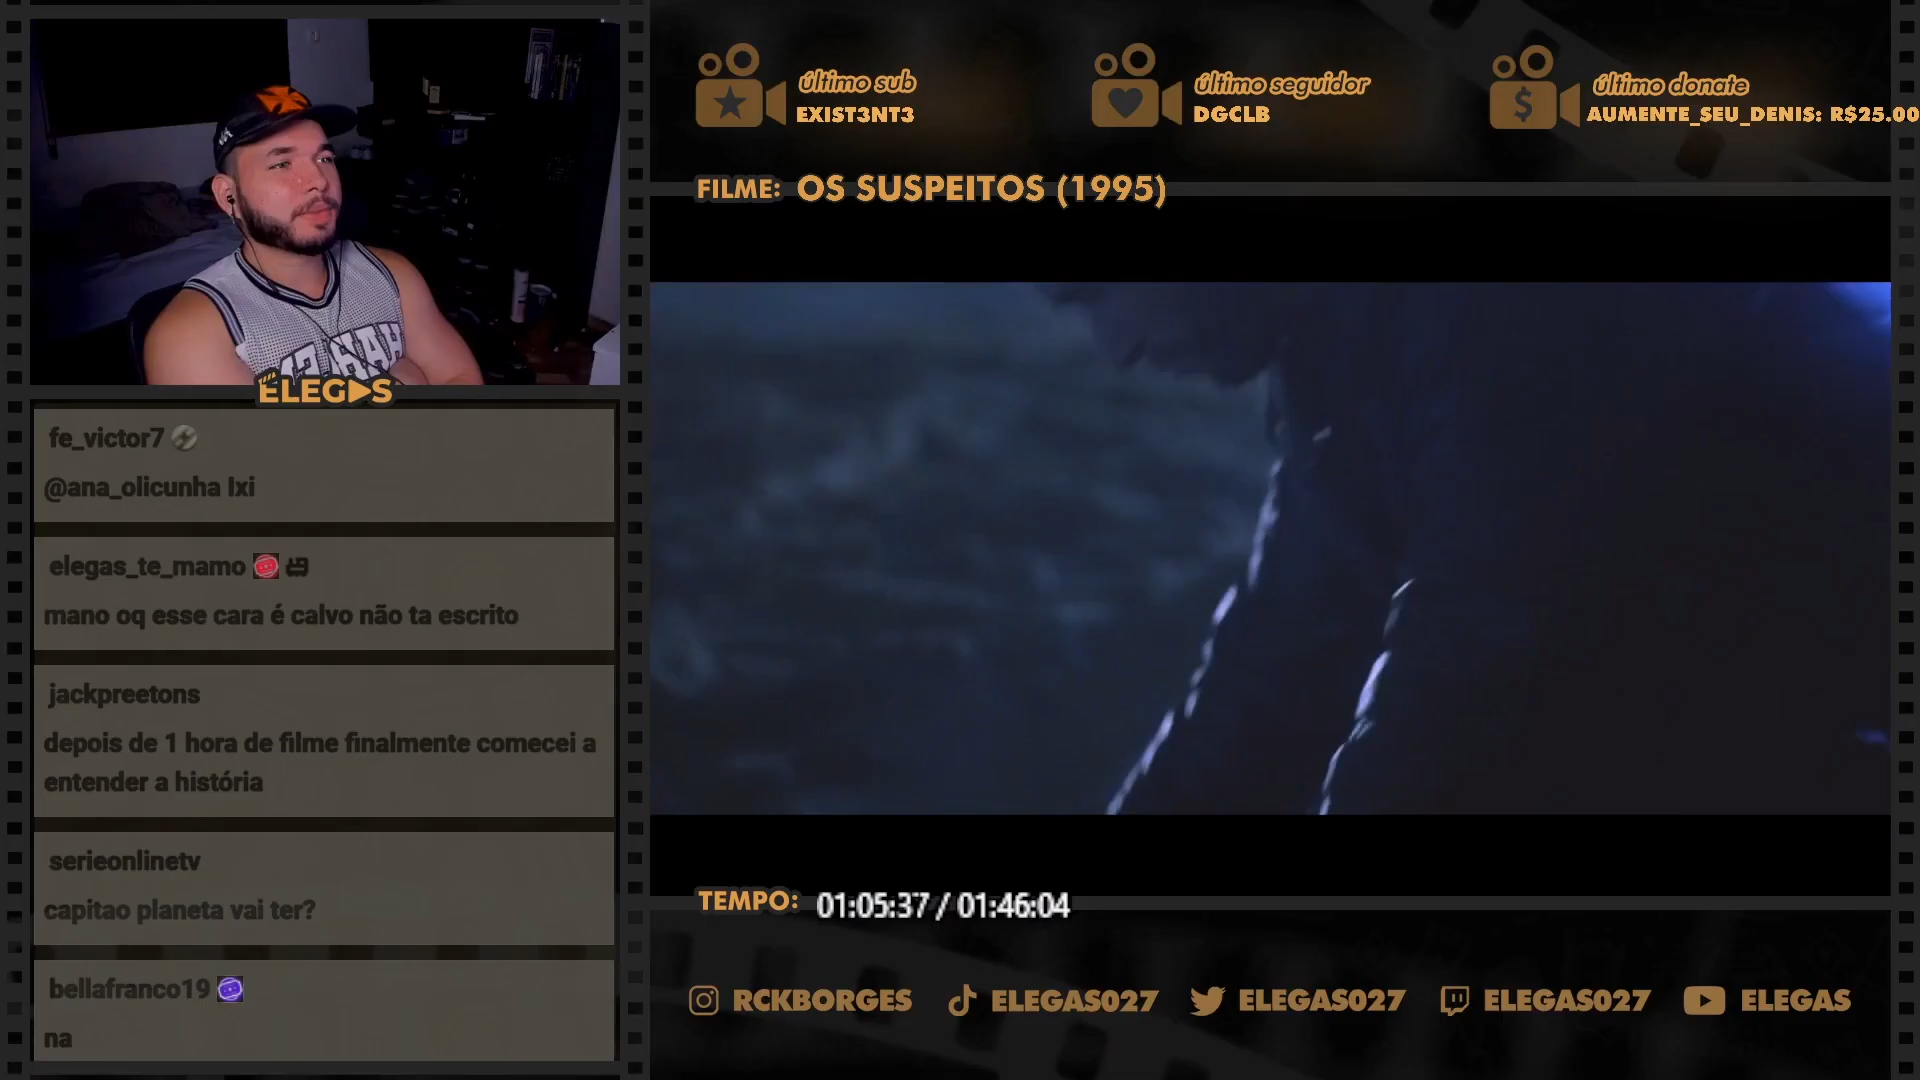 último sub
EXIST3NT3
último seguidor
DGCLB
último donate
AUMENTE_SEU_DENIS: R$25.00
FILME: OS SUSPEITOS (1995)
ELEGAS
fe_victor7
@ana_olicunha Ixi
elegas_te_mamo
mano oq esse cara é calvo não ta escrito
jackpreetons
depois de 1 hora de filme finalmente comecei a
entender a história
serieonlinetv
capitao planeta vai ter?
bellafranco19
na
TEMPO: 01:05:37 / 01:46:04
RCKBORGES
ELEGAS027
ELEGAS027
ELEGAS027
ELEGAS